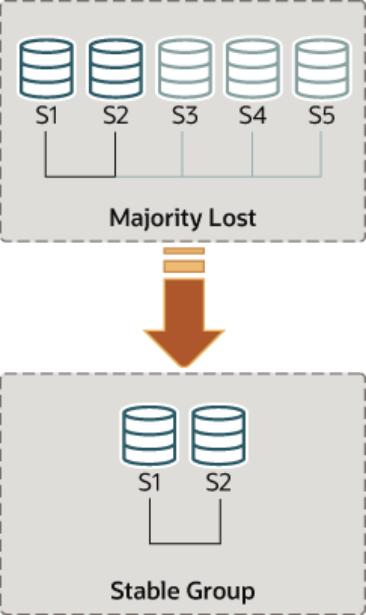 S1 S2 S3 S4 S5
Majority Lost
S1 S2
Stable Group